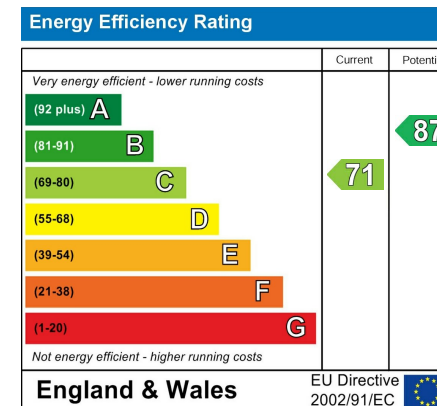 Energy Efficiency Rating
Current Potenti
Very energy efficient - lower running costs
(92 plus) A
(81-91) B
87
(69-80) C
71
(55-68) D
(39-54) E
(21-38) F
(1-20) G
Not energy efficient - higher running costs
England & Wales
EU Directive
2002/91/EC